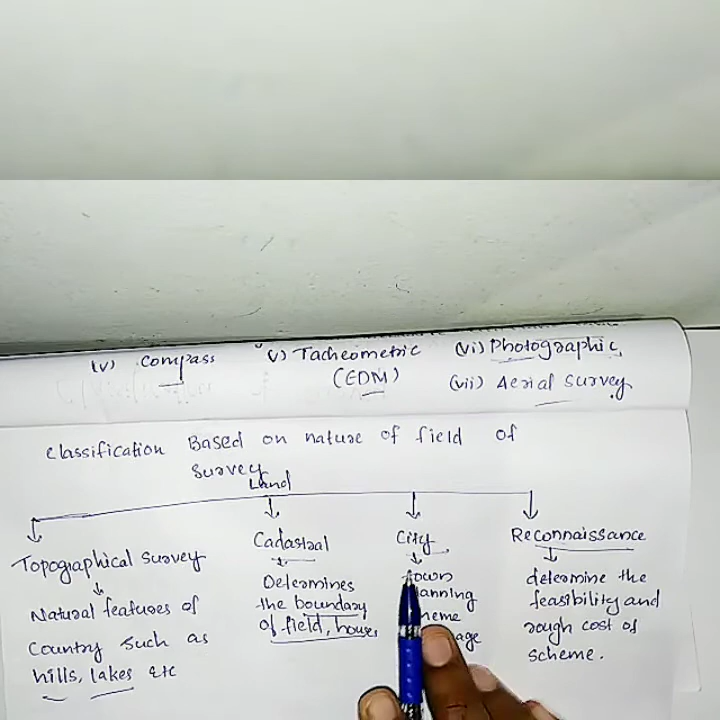 (V) Compass
(V) Tacheometric
(EDM)
(vi) Photographic,
(vii) Aerial survey
classification Based on nature of field of
survey
Land
Topographical survey
Natural features of
Country such as
hills, lakes etc
Cadastral
Determines
the boundary
of field, houses
City
Town
Reconnaissance
determine the
feasibility and
rough cost of
scheme.